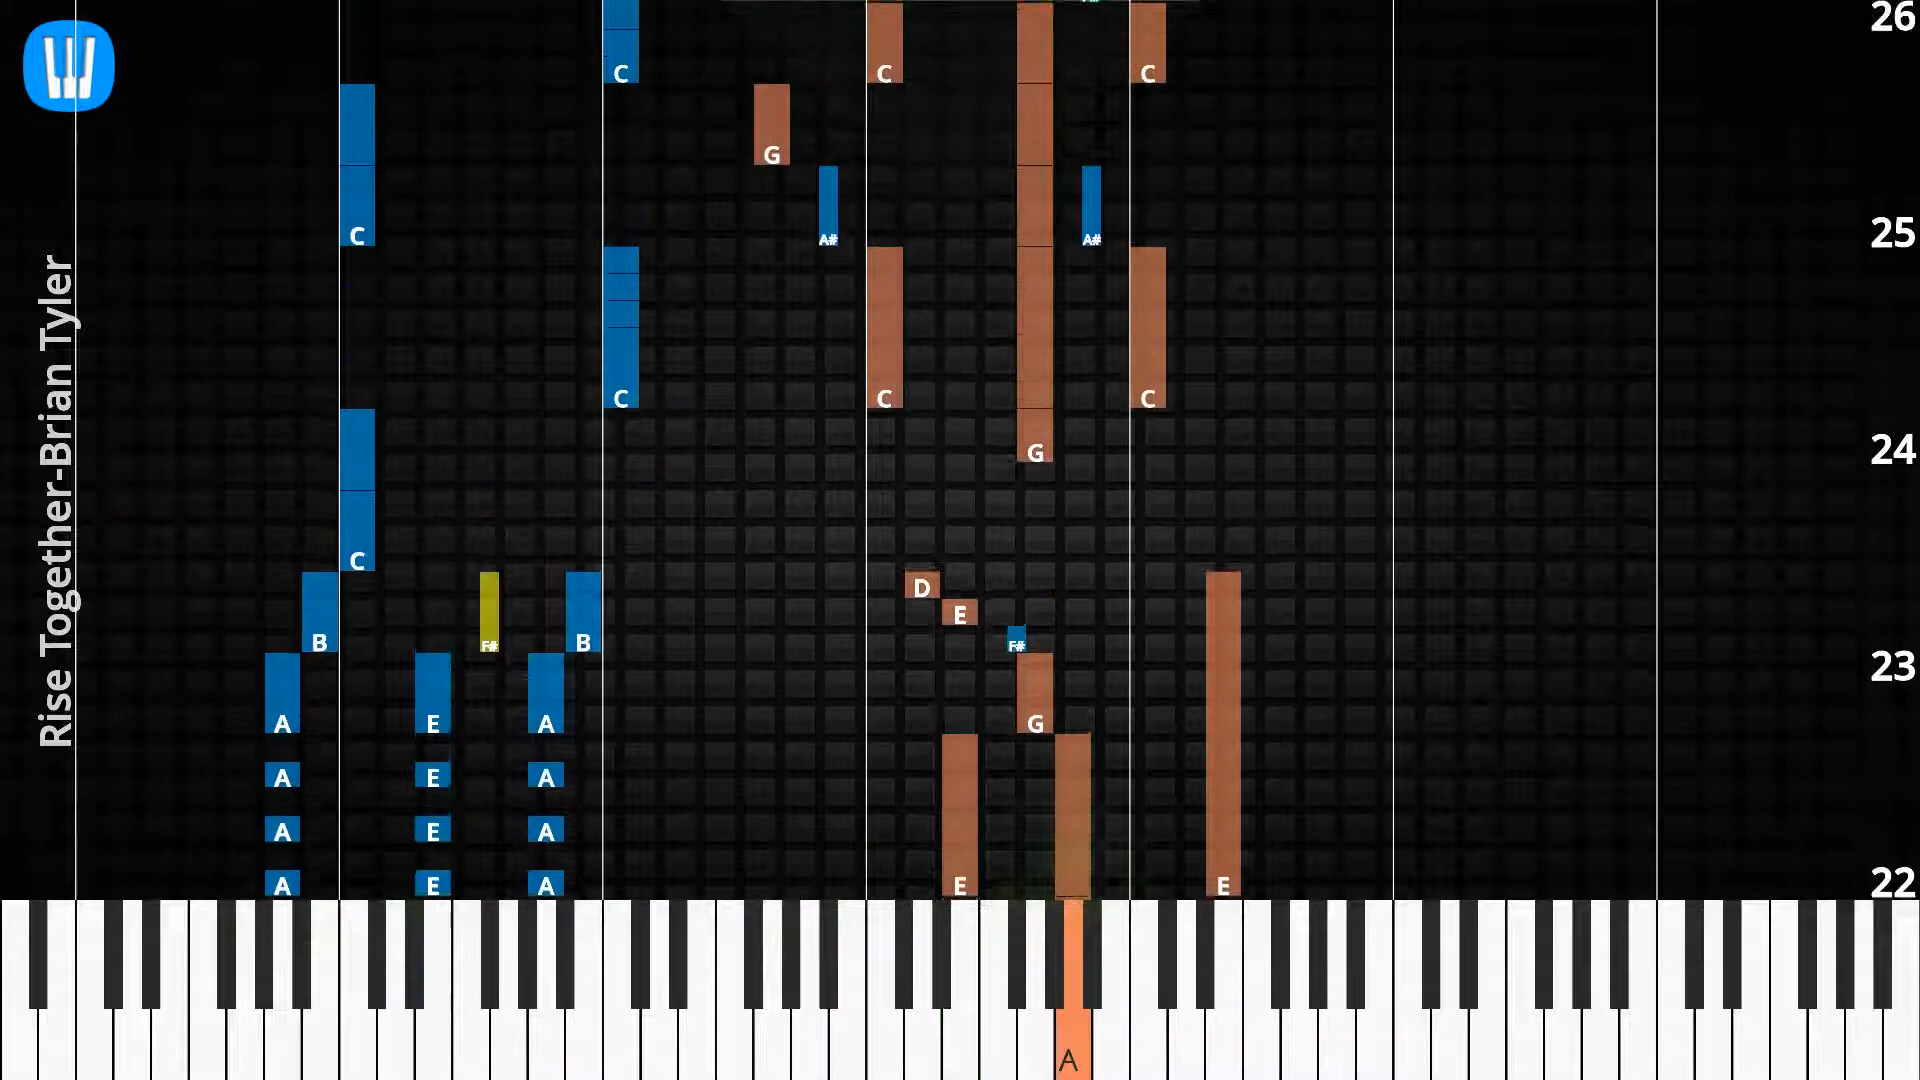 Rise Together-Brian Tyler
26
C C C
G
25
C A# A#
24
C C C
G
C
D
E
23
B F# B F#
A E A G
A E A
A E A
22
A E A E E
A